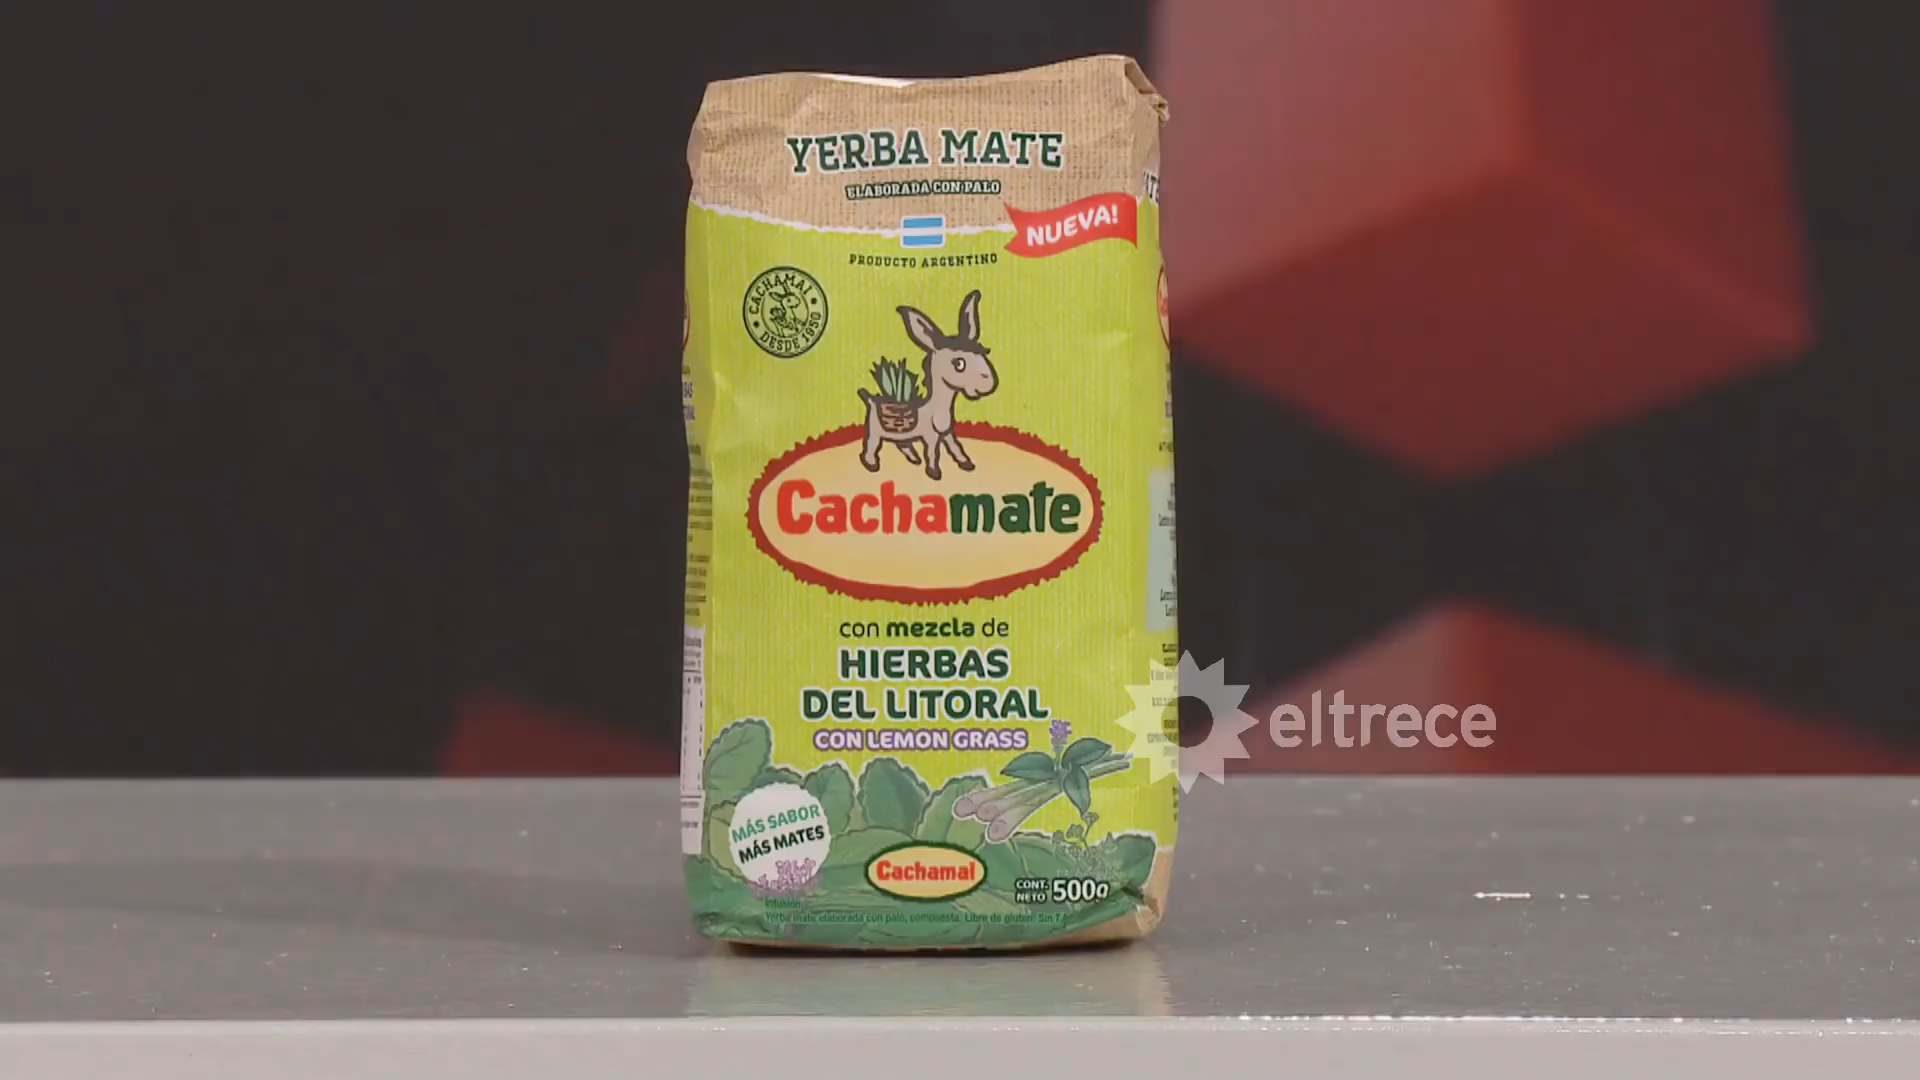 YERBA MATE
ELABORADA CON PALO
NUEVA!
PRODUCTO ARGENTINO
CACHAMAI
DESDE 1950
Cachamate
con mezcla de
HIERBAS
DEL LITORAL
CON LEMON GRASS
eltrece
MÁS SABOR
MÁS MATES
Cachamai
CONT.
NETO 500g
Infusión
Yerba mate elaborada con palo, compuesta. Libre de gluten. Sin T.A.